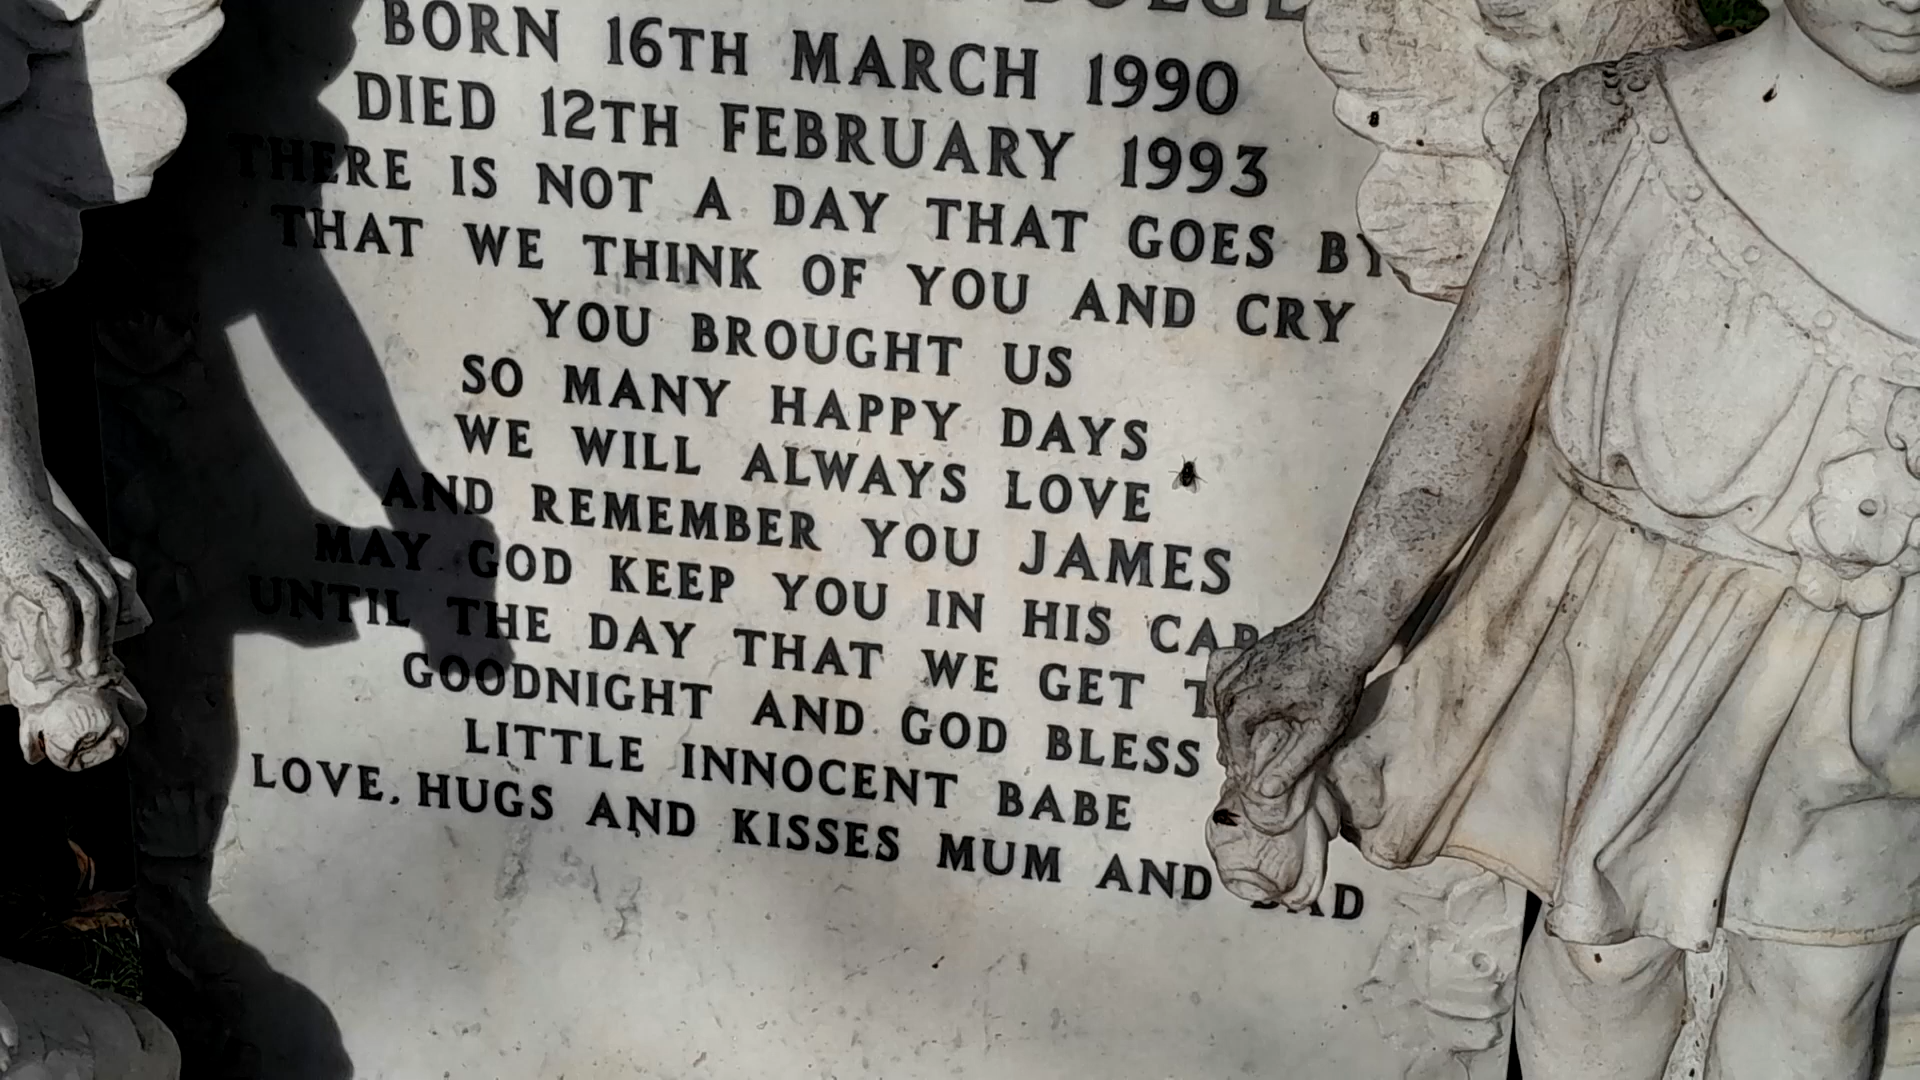 BORN 16TH MARCH 1990
DIED 12TH FEBRUARY 1993
THERE IS NOT A DAY THAT GOES BY
THAT WE THINK OF YOU AND CRY
YOU BROUGHT US
SO MANY HAPPY DAYS
WE WILL ALWAYS LOVE
AND REMEMBER YOU JAMES
MAY GOD KEEP YOU IN HIS
UNTIL THE DAY THAT WE GET
GOODNIGHT AND GOD BLESS
LITTLE INNOCENT BABE
LOVE, HUGS AND KISSES MUM AND DAD